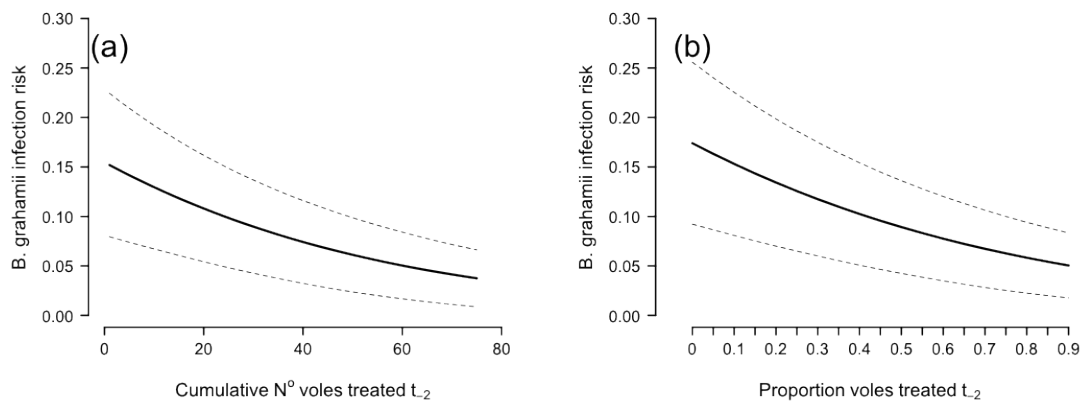 (a)
B. grahamii infection risk
0.30
0.25
0.20
0.15
0.10
0.05
0.00
0 20 40 60 80
Cumulative Nº voles treated t₋₂
(b)
B. grahamii infection risk
0.30
0.25
0.20
0.15
0.10
0.05
0.00
0 0.1 0.2 0.3 0.4 0.5 0.6 0.7 0.8 0.9
Proportion voles treated t₋₂